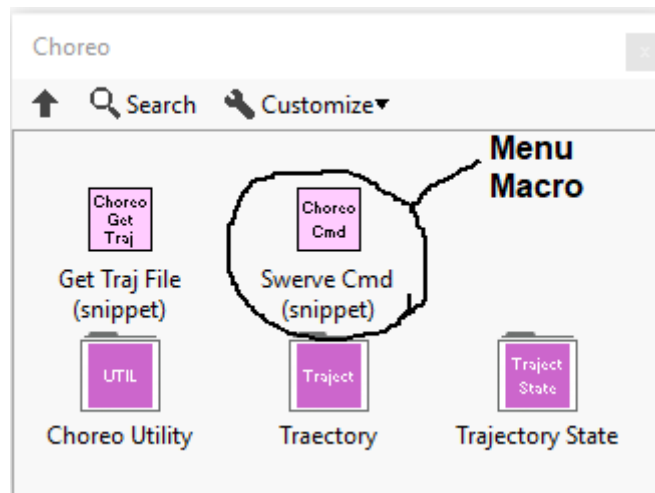 Choreo
x
Search Customize▾
Menu
Macro
Choreo
Get
Traj
Choreo
Cmd
Get Traj File
(snippet)
Swerve Cmd
(snippet)
UTIL
Traject
Traject
State
Choreo Utility
Traectory
Trajectory State